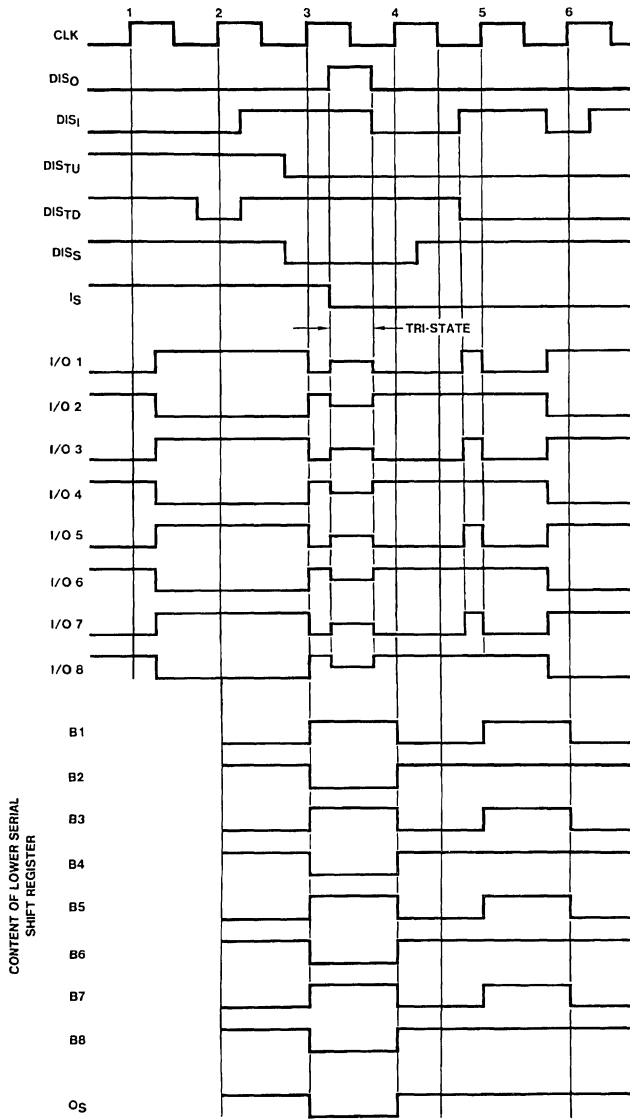 1 2 3 4 5 6
CLK
DISO
DISI
DISTU
DISTD
DISS
IS
TRI-STATE
I/O 1
I/O 2
I/O 3
I/O 4
I/O 5
I/O 6
I/O 7
I/O 8
B1
B2
B3
B4
B5
B6
B7
B8
OS
CONTENT OF LOWER SERIAL
SHIFT REGISTER